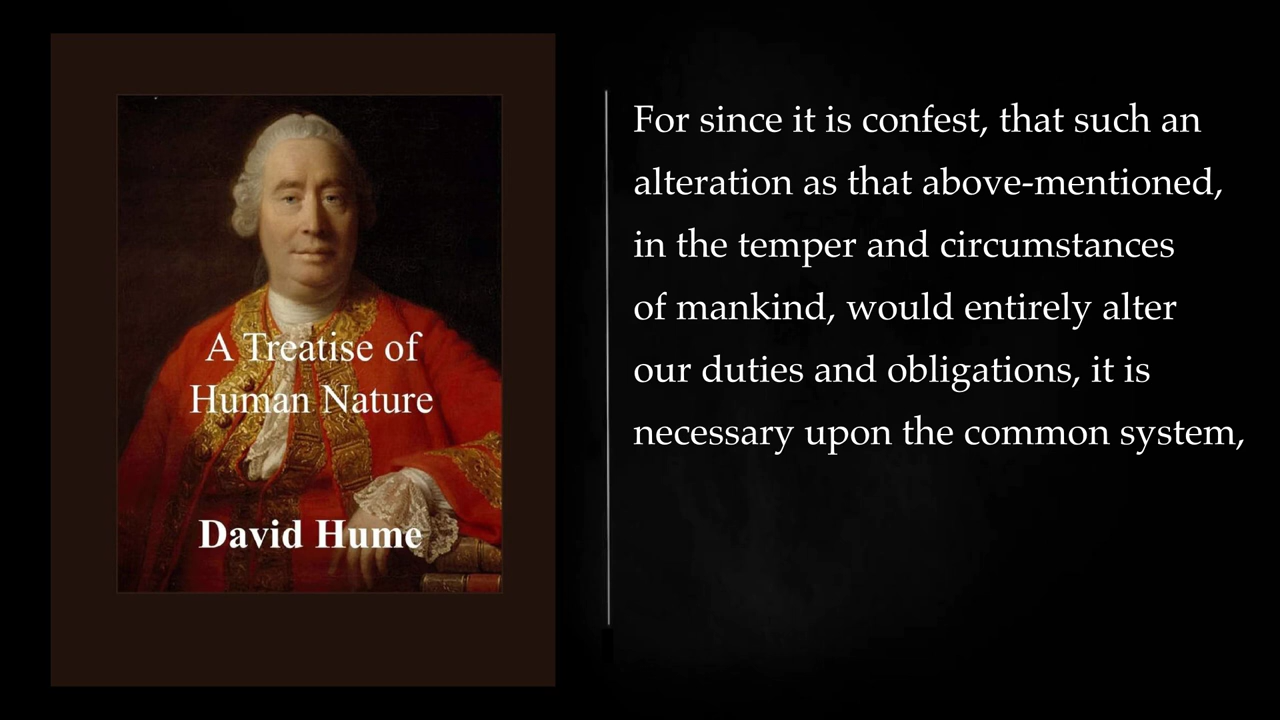 A Treatise of
Human Nature
David Hume
For since it is confest, that such an
alteration as that above-mentioned,
in the temper and circumstances
of mankind, would entirely alter
our duties and obligations, it is
necessary upon the common system,